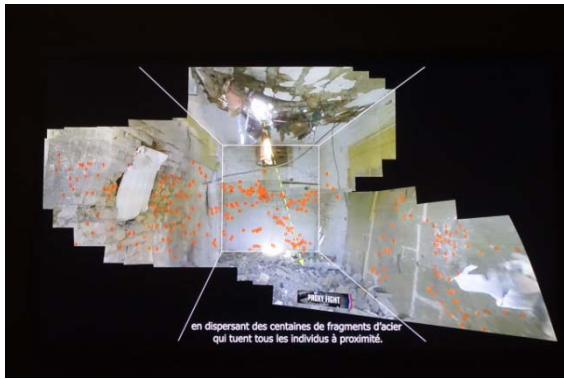 PROXY FIGHT
en dispersant des centaines de fragments d'acier
qui tuent tous les individus à proximité.